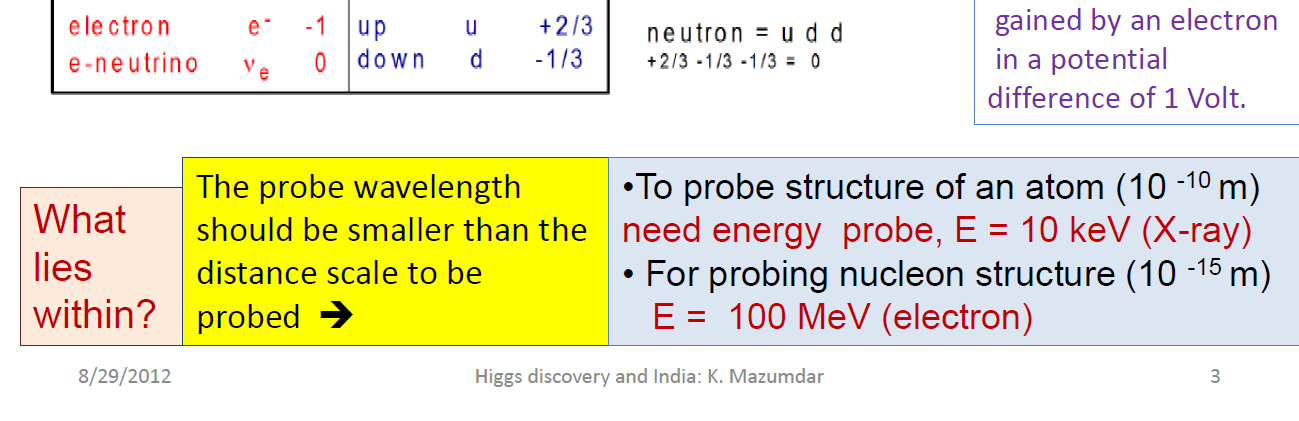 electron e⁻ -1 up u +2/3
e-neutrino νₑ 0 down d -1/3
neutron = u d d
+2/3 -1/3 -1/3 = 0
gained by an electron
in a potential
difference of 1 Volt.
What
lies
within?
The probe wavelength
should be smaller than the
distance scale to be
probed ➔
•To probe structure of an atom (10 ⁻¹⁰ m)
need energy probe, E = 10 keV (X-ray)
• For probing nucleon structure (10 ⁻¹⁵ m)
E = 100 MeV (electron)
8/29/2012 Higgs discovery and India: K. Mazumdar 3